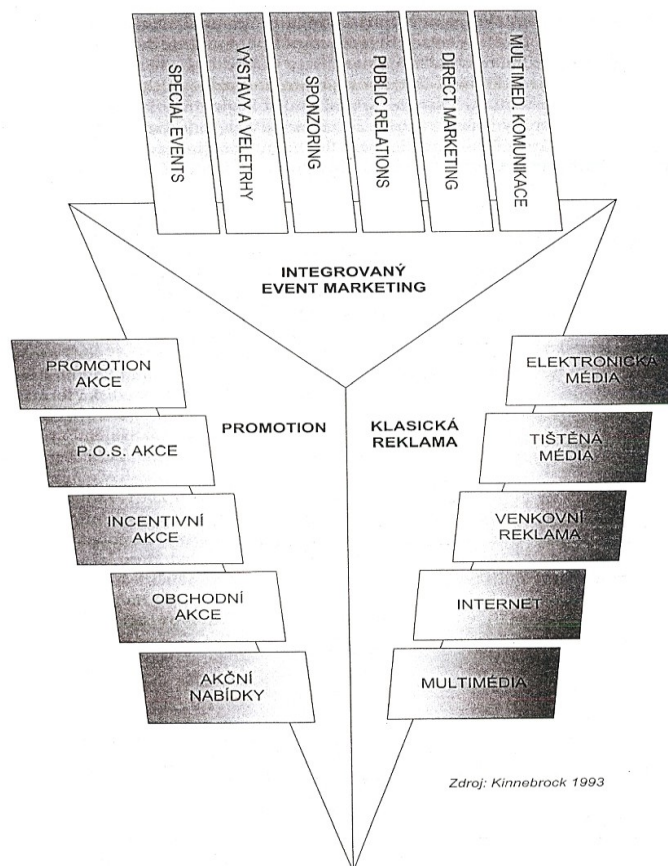 SPECIAL EVENTS
VÝSTAVY A VELETRHY
SPONZORING
PUBLIC RELATIONS
DIRECT MARKETING
MULTIMED. KOMUNIKACE
INTEGROVANÝ
EVENT MARKETING
PROMOTION
AKCE
P.O.S. AKCE
INCENTIVNÍ
AKCE
OBCHODNÍ
AKCE
AKČNÍ
NABÍDKY
PROMOTION
KLASICKÁ
REKLAMA
ELEKTRONICKÁ
MÉDIA
TIŠTĚNÁ
MÉDIA
VENKOVNÍ
REKLAMA
INTERNET
MULTIMÉDIA
Zdroj: Kinnebrock 1993